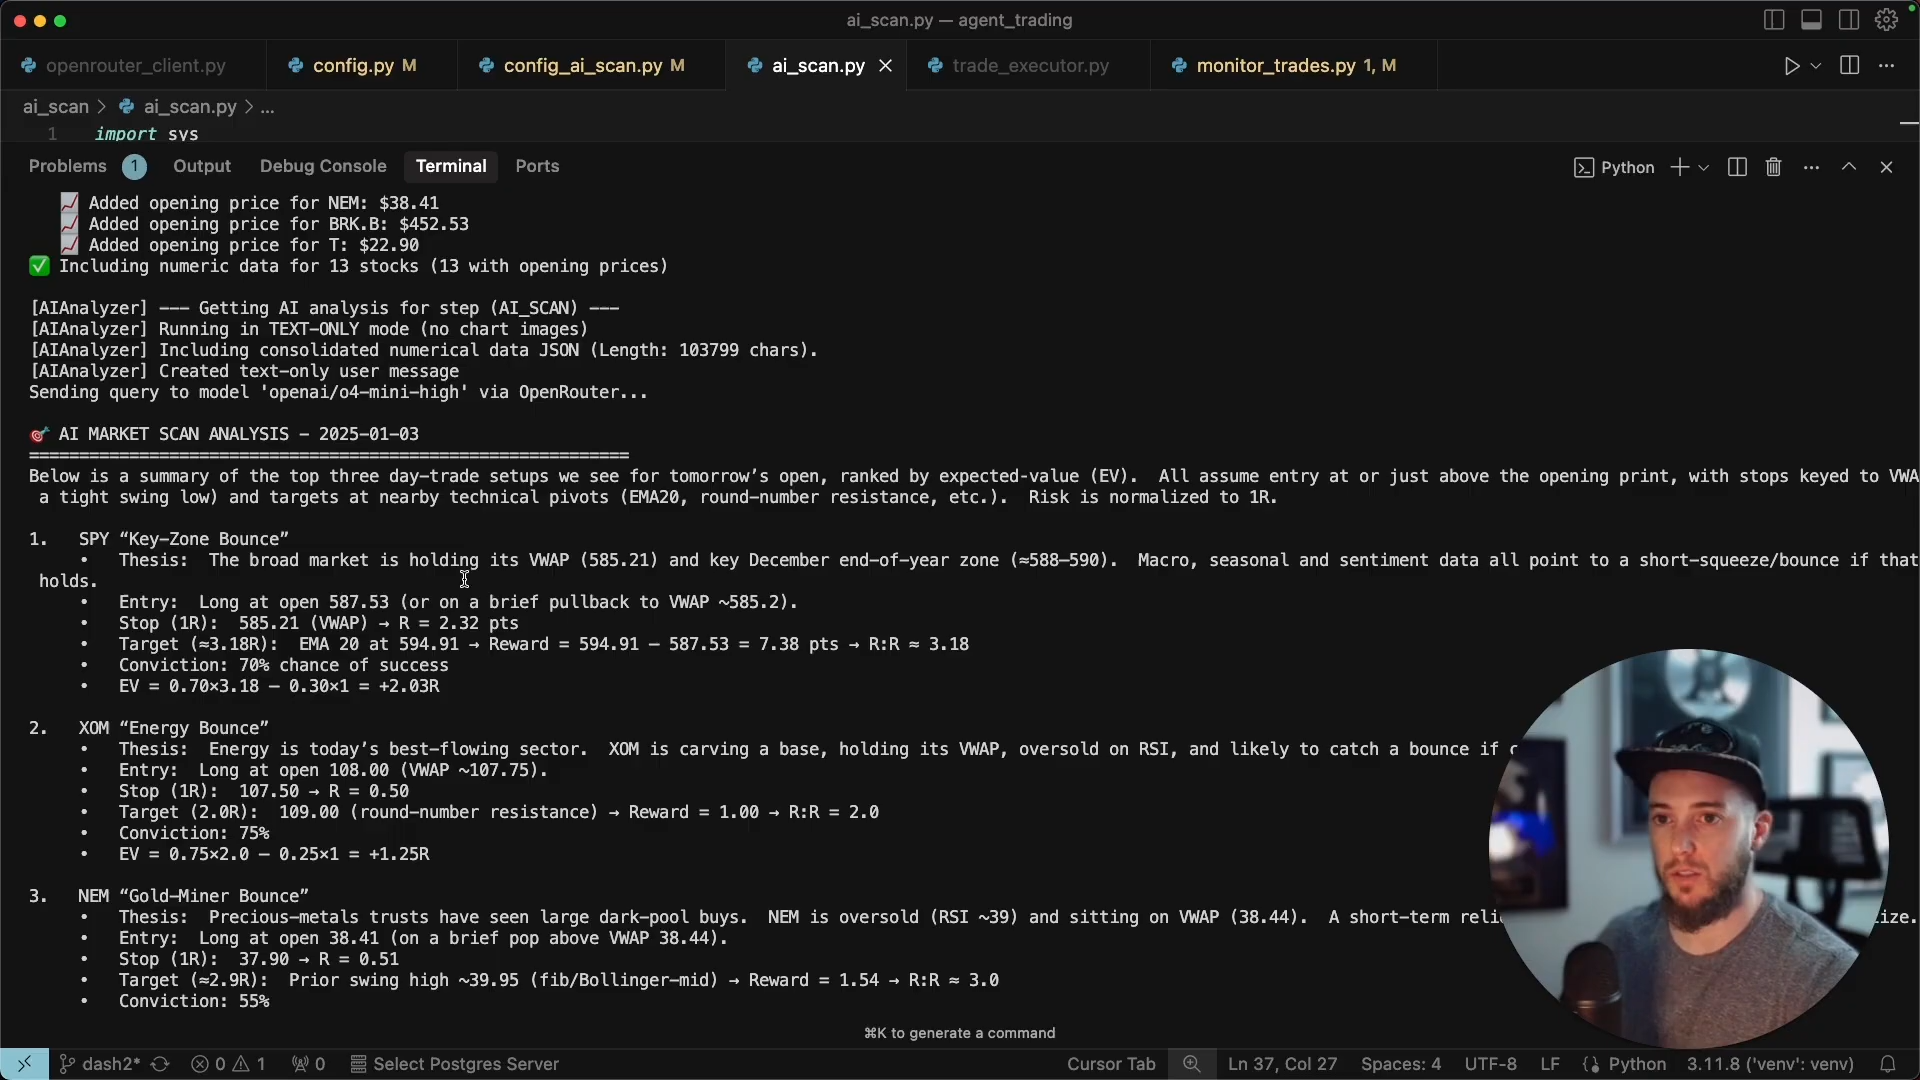 ai_scan.py — agent_trading
openrouter_client.py
config.py M
config_ai_scan.py M
ai_scan.py
trade_executor.py
monitor_trades.py 1, M
ai_scan > ai_scan.py > ...
1 import sys
Problems 1 Output Debug Console Terminal Ports
Python
Added opening price for NEM: $38.41
Added opening price for BRK.B: $452.53
Added opening price for T: $22.90
Including numeric data for 13 stocks (13 with opening prices)
[AIAnalyzer] --- Getting AI analysis for step (AI_SCAN) ---
[AIAnalyzer] Running in TEXT-ONLY mode (no chart images)
[AIAnalyzer] Including consolidated numerical data JSON (Length: 103799 chars).
[AIAnalyzer] Created text-only user message
Sending query to model 'openai/o4-mini-high' via OpenRouter...
AI MARKET SCAN ANALYSIS - 2025-01-03
============================================================
Below is a summary of the top three day-trade setups we see for tomorrow’s open, ranked by expected-value (EV).  All assume entry at or just above the opening print, with stops keyed to VWA
a tight swing low) and targets at nearby technical pivots (EMA20, round-number resistance, etc.).  Risk is normalized to 1R.
1.   SPY “Key-Zone Bounce”
•   Thesis:  The broad market is holding its VWAP (585.21) and key December end-of-year zone (≈588–590).  Macro, seasonal and sentiment data all point to a short-squeeze/bounce if that
holds.
•   Entry:  Long at open 587.53 (or on a brief pullback to VWAP ~585.2).
•   Stop (1R):  585.21 (VWAP) → R = 2.32 pts
•   Target (≈3.18R):  EMA 20 at 594.91 → Reward = 594.91 – 587.53 = 7.38 pts → R:R ≈ 3.18
•   Conviction: 70% chance of success
•   EV = 0.70×3.18 – 0.30×1 = +2.03R
2.   XOM “Energy Bounce”
•   Thesis:  Energy is today’s best-flowing sector.  XOM is carving a base, holding its VWAP, oversold on RSI, and likely to catch a bounce if
•   Entry:  Long at open 108.00 (VWAP ~107.75).
•   Stop (1R):  107.50 → R = 0.50
•   Target (2.0R):  109.00 (round-number resistance) → Reward = 1.00 → R:R = 2.0
•   Conviction: 75%
•   EV = 0.75×2.0 – 0.25×1 = +1.25R
3.   NEM “Gold-Miner Bounce”
•   Thesis:  Precious-metals trusts have seen large dark-pool buys.  NEM is oversold (RSI ~39) and sitting on VWAP (38.44).  A short-term
•   Entry:  Long at open 38.41 (on a brief pop above VWAP 38.44).
•   Stop (1R):  37.90 → R = 0.51
•   Target (≈2.9R):  Prior swing high ~39.95 (fib/Bollinger-mid) → Reward = 1.54 → R:R ≈ 3.0
•   Conviction: 55%
⌘K to generate a command
dash2* 0 1 0 Select Postgres Server Cursor Tab Ln 37, Col 27 Spaces: 4 UTF-8 LF Python 3.11.8 ('venv': venv)